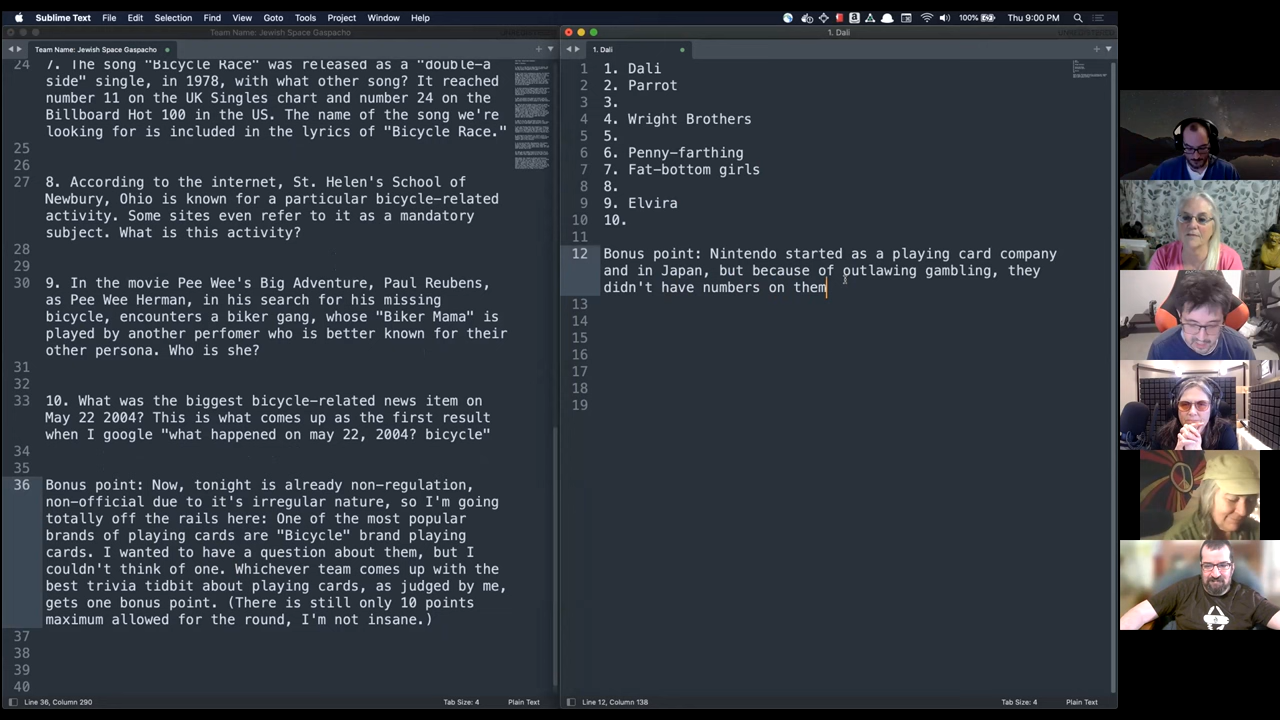 Sublime Text File Edit Selection Find View Goto Tools Project Window Help 100% Thu 9:00 PM
Team Name: Jewish Space Gaspacho
1. Dali
Team Name: Jewish Space Gaspacho
1. Dali
24 7. The song "Bicycle Race" was released as a "double-a
side" single, in 1978, with what other song? It reached
number 11 on the UK Singles chart and number 24 on the
Billboard Hot 100 in the US. The name of the song we're
looking for is included in the lyrics of "Bicycle Race."
25
26
27 8. According to the internet, St. Helen's School of
Newbury, Ohio is known for a particular bicycle-related
activity. Some sites even refer to it as a mandatory
subject. What is this activity?
28
29
30 9. In the movie Pee Wee's Big Adventure, Paul Reubens,
as Pee Wee Herman, in his search for his missing
bicycle, encounters a biker gang, whose "Biker Mama" is
played by another perfomer who is better known for their
other persona. Who is she?
31
32
33 10. What was the biggest bicycle-related news item on
May 22 2004? This is what comes up as the first result
when I google "what happened on may 22, 2004? bicycle"
34
35
36 Bonus point: Now, tonight is already non-regulation,
non-official due to it's irregular nature, so I'm going
totally off the rails here: One of the most popular
brands of playing cards are "Bicycle" brand playing
cards. I wanted to have a question about them, but I
couldn't think of one. Whichever team comes up with the
best trivia tidbit about playing cards, as judged by me,
gets one bonus point. (There is still only 10 points
maximum allowed for the round, I'm not insane.)
37
38
39
40
Line 36, Column 290 Tab Size: 4 Plain Text
1 1. Dali
2 2. Parrot
3 3.
4 4. Wright Brothers
5 5.
6 6. Penny-farthing
7 7. Fat-bottom girls
8 8.
9 9. Elvira
10 10.
11
12 Bonus point: Nintendo started as a playing card company
and in Japan, but because of outlawing gambling, they
didn't have numbers on them
13
14
15
16
17
18
19
Line 12, Column 138 Tab Size: 4 Plain Text